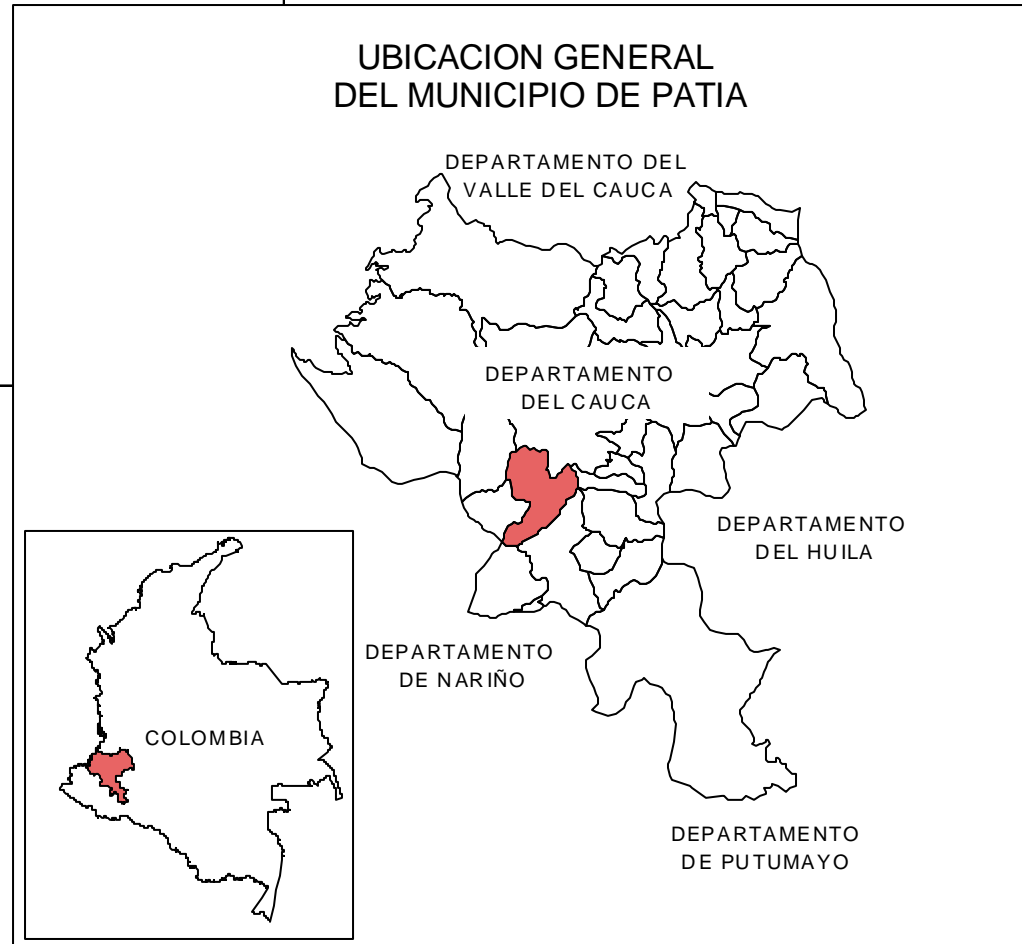 UBICACION GENERAL
DEL MUNICIPIO DE PATIA
DEPARTAMENTO DEL
VALLE DEL CAUCA
DEPARTAMENTO
DEL CAUCA
DEPARTAMENTO
DEL HUILA
DEPARTAMENTO
DE NARIÑO
COLOMBIA
DEPARTAMENTO
DE PUTUMAYO